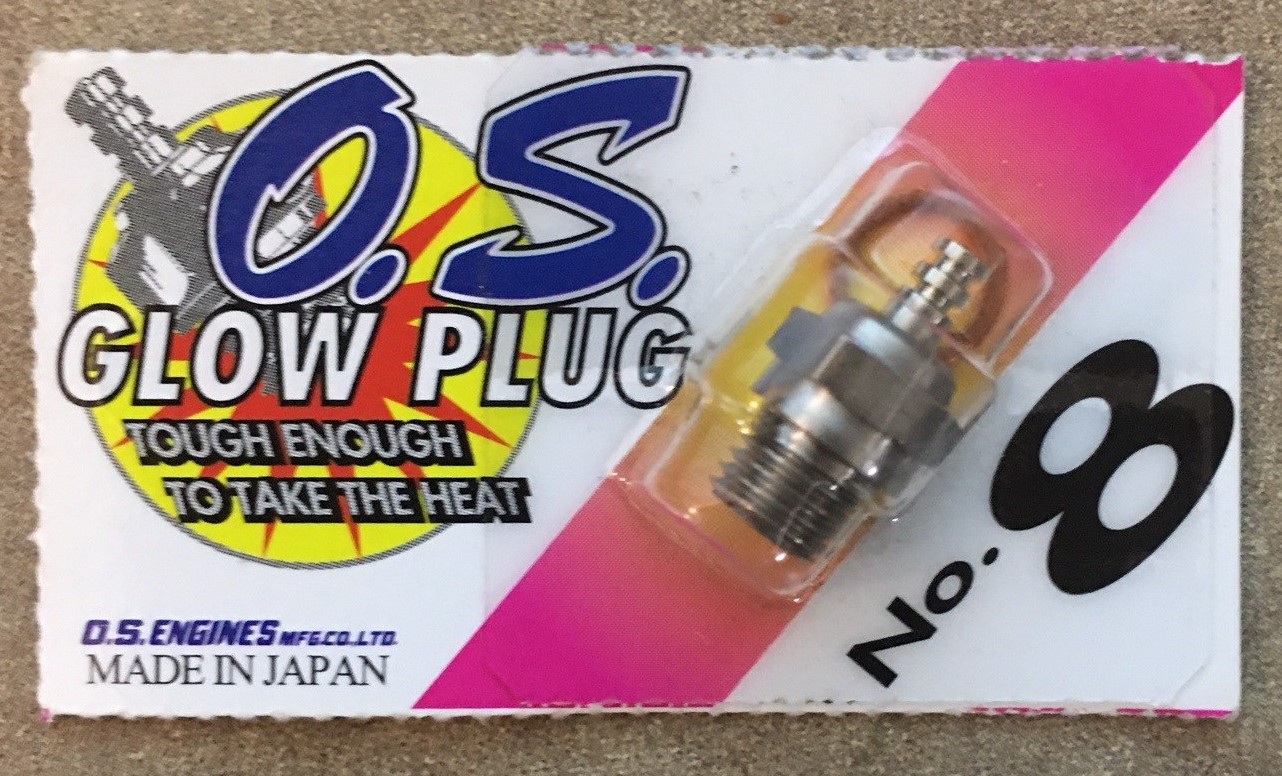 O.S.
GLOW PLUG
TOUGH ENOUGH
TO TAKE THE HEAT
O.S. ENGINES MFG.CO.,LTD.
MADE IN JAPAN
No. 8